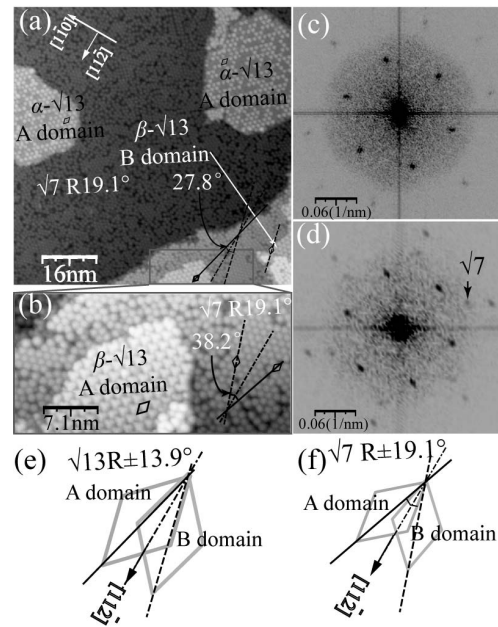 (a)
[11̄0]
[112̄]
α-√13
A domain
α-√13
A domain
β-√13
B domain
√7 R19.1°
27.8°
16nm
(b)
√7 R19.1°
38.2°
β-√13
A domain
7.1nm
(c)
0.06(1/nm)
(d)
√7
0.06(1/nm)
(e)
√13R±13.9°
A domain
B domain
[112̄]
(f)
√7 R±19.1°
A domain
B domain
[112̄]